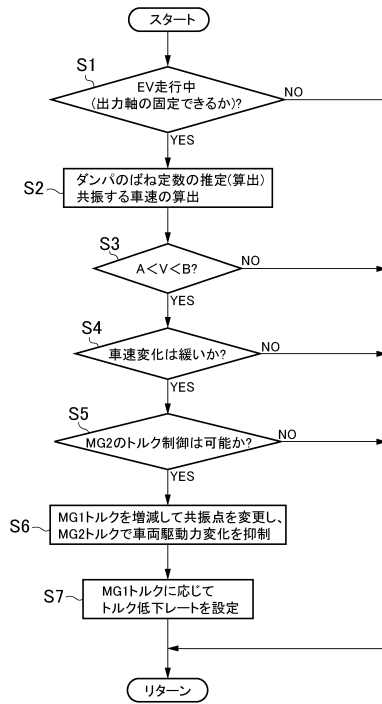 スタート
S1
EV走行中
(出力軸の固定できるか)?
NO
YES
S2
ダンパのばね定数の推定(算出)
共振する車速の算出
S3
A<V<B?
NO
YES
S4
車速変化は緩いか?
NO
YES
S5
MG2のトルク制御は可能か?
NO
YES
S6
MG1トルクを増減して共振点を変更し、
MG2トルクで車両駆動力変化を抑制
S7
MG1トルクに応じて
トルク低下レートを設定
リターン